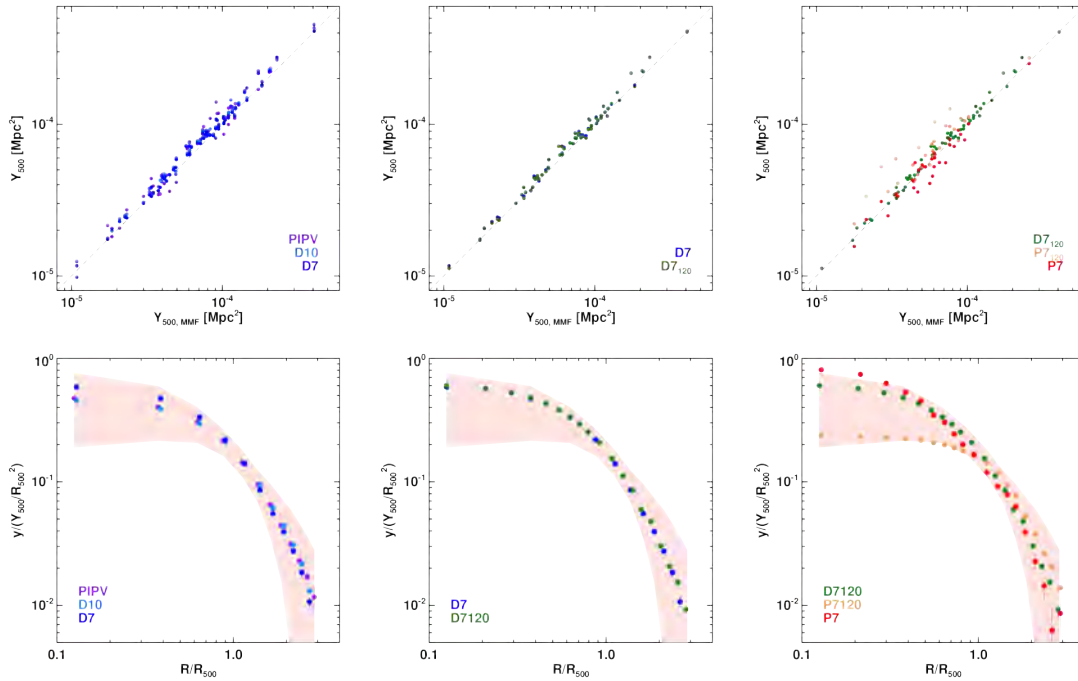 Y500 [Mpc2]
10-4
10-5
PIPV
D10
D7
10-5
10-4
Y500, MMF [Mpc2]
Y500 [Mpc2]
10-4
10-5
D7
D7120
10-5
10-4
Y500, MMF [Mpc2]
Y500 [Mpc2]
10-4
10-5
D7120
P7120
P7
10-5
10-4
Y500, MMF [Mpc2]
y/(Y500/R5002)
100
10-1
10-2
PIPV
D10
D7
0.1
1.0
R/R500
y/(Y500/R5002)
100
10-1
10-2
D7
D7120
0.1
1.0
R/R500
y/(Y500/R5002)
100
10-1
10-2
D7120
P7120
P7
0.1
1.0
R/R500